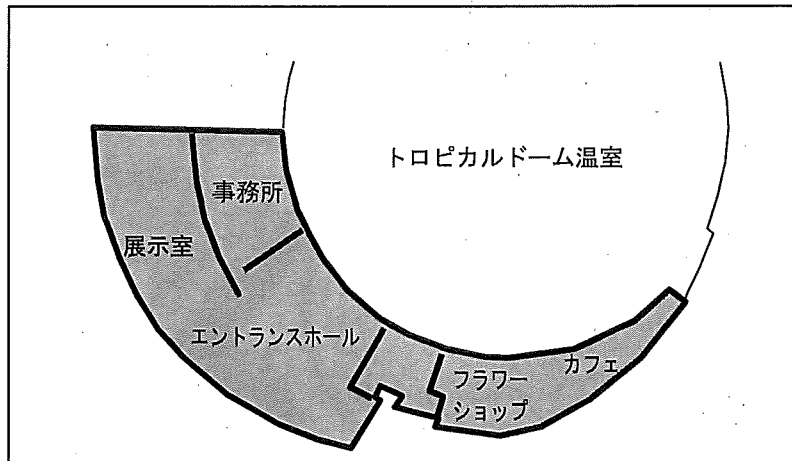 トロピカルドーム温室
事務所
展示室
エントランスホール
フラワー
ショップ
カフェ